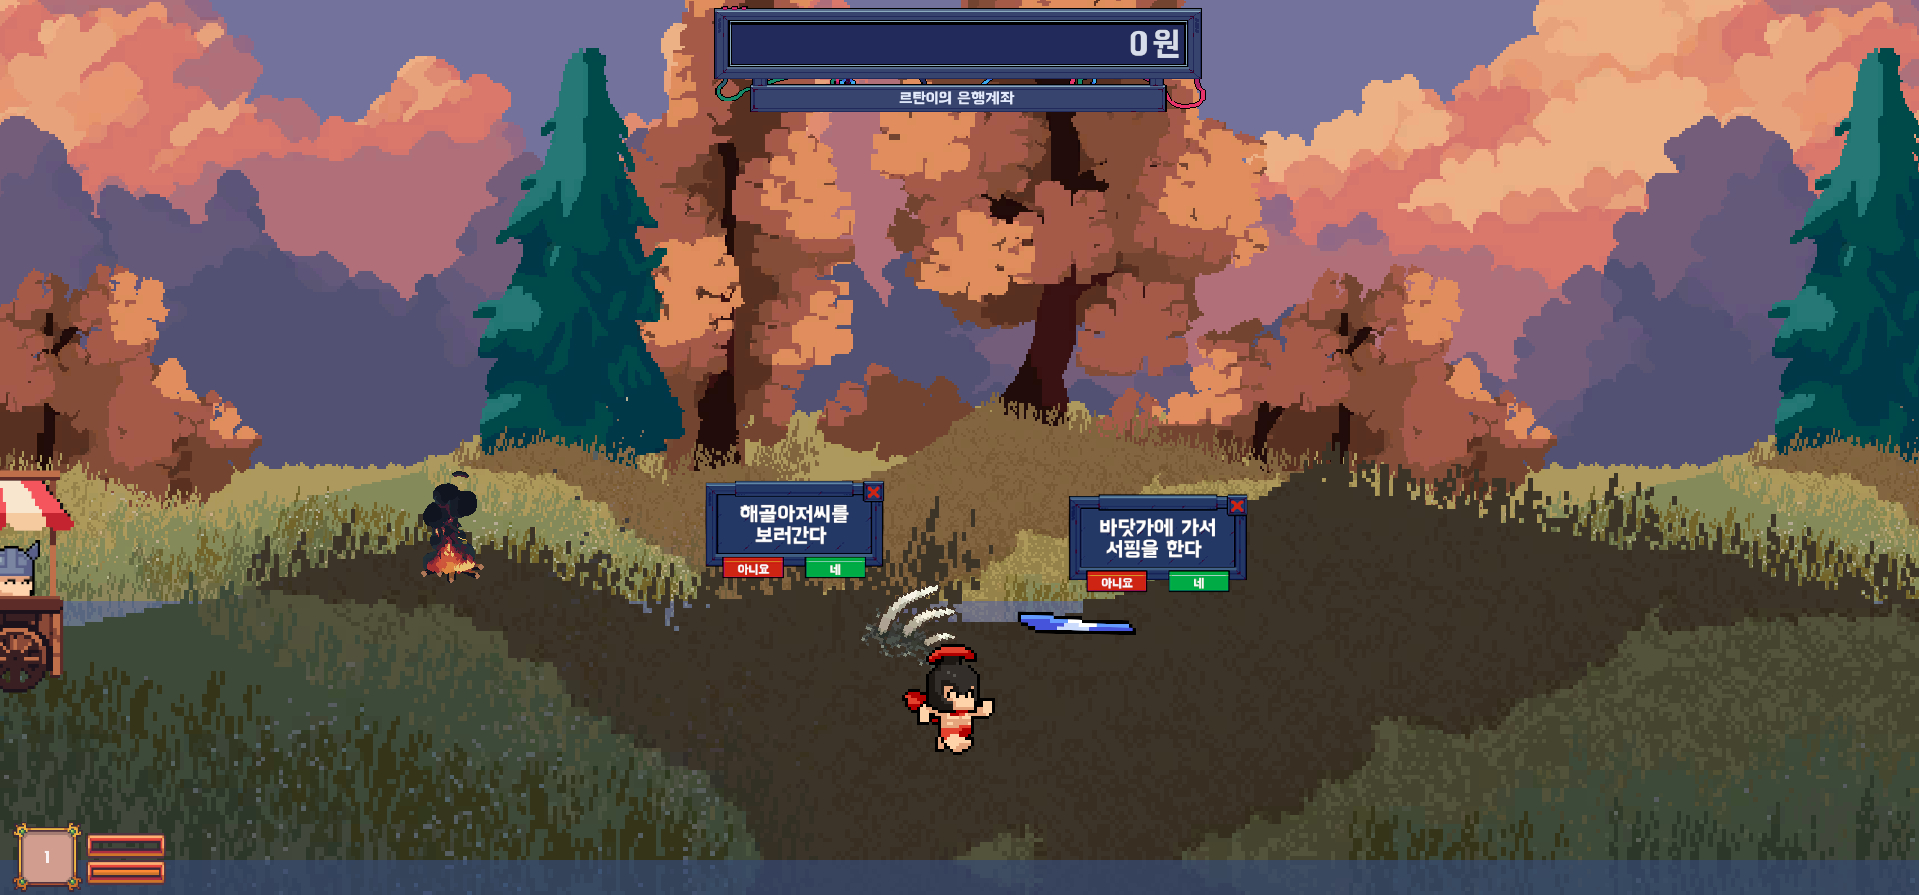 0원
르탄이의 은행계좌
해골아저씨를
보러간다
아니요
네
바닷가에 가서
서핑을 한다
아니요
네
1